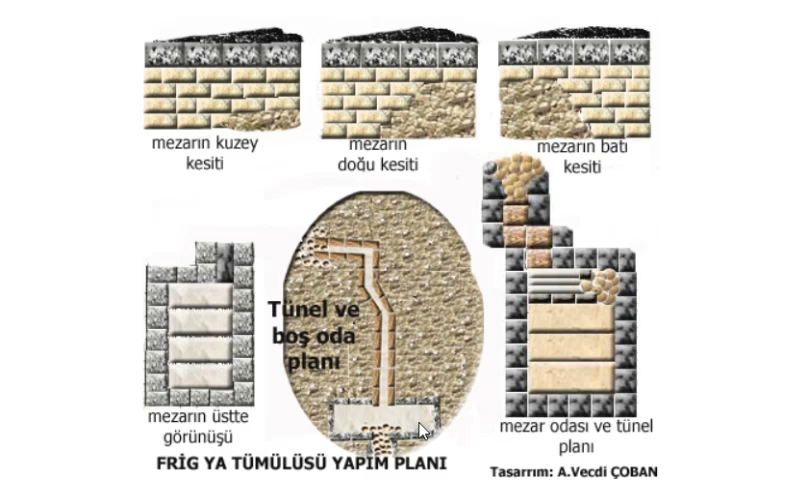 mezarın kuzey
kesiti
mezarın
doğu kesiti
mezarın batı
kesiti
Tünel ve
boş oda
planı
mezarın üstte
görünüşü
mezar odası ve tünel
planı
FRİG YA TÜMÜLÜSÜ YAPIM PLANI
Tasarrım: A.Vecdi ÇOBAN